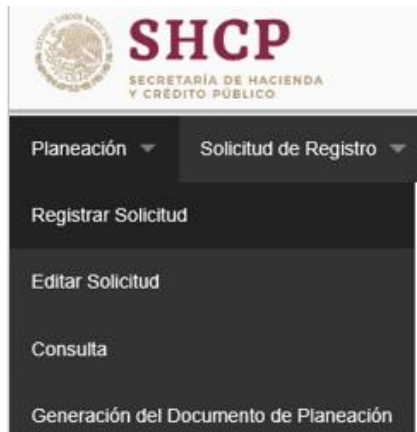 SHCP
SECRETARÍA DE HACIENDA
Y CRÉDITO PÚBLICO
Planeación Solicitud de Registro
Registrar Solicitud
Editar Solicitud
Consulta
Generación del Documento de Planeación